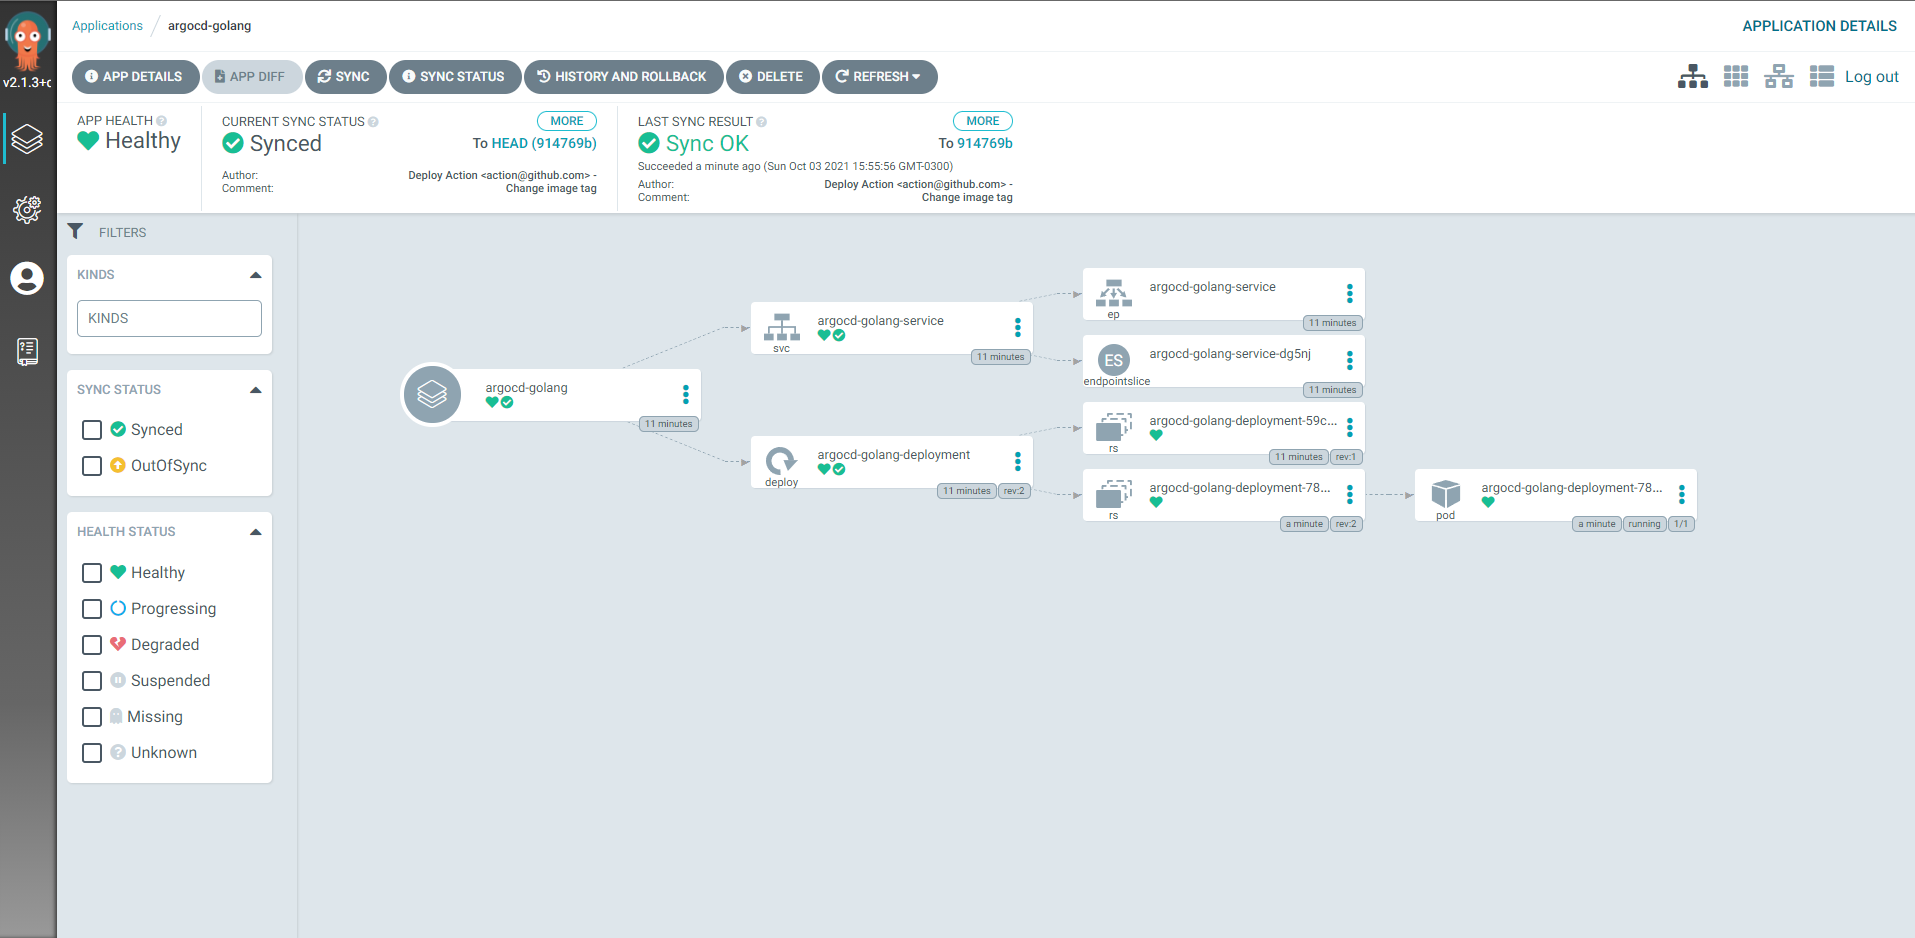 Applications / argocd-golang
APPLICATION DETAILS
v2.1.3+c
APP DETAILS
APP DIFF
SYNC
SYNC STATUS
HISTORY AND ROLLBACK
DELETE
REFRESH
Log out
APP HEALTH
Healthy
CURRENT SYNC STATUS
MORE
Synced
To HEAD (914769b)
Author:
Deploy Action <action@github.com> -
Comment:
Change image tag
LAST SYNC RESULT
MORE
Sync OK
To 914769b
Succeeded a minute ago (Sun Oct 03 2021 15:55:56 GMT-0300)
Author:
Deploy Action <action@github.com> -
Comment:
Change image tag
FILTERS
KINDS
KINDS
SYNC STATUS
Synced
OutOfSync
HEALTH STATUS
Healthy
Progressing
Degraded
Suspended
Missing
Unknown
argocd-golang
11 minutes
argocd-golang-service
svc
11 minutes
argocd-golang-deployment
deploy
11 minutes rev:2
argocd-golang-service
ep
11 minutes
ES
argocd-golang-service-dg5nj
endpointslice
11 minutes
argocd-golang-deployment-59c...
rs
11 minutes rev:1
argocd-golang-deployment-78...
rs
a minute rev:2
argocd-golang-deployment-78...
pod
a minute running 1/1